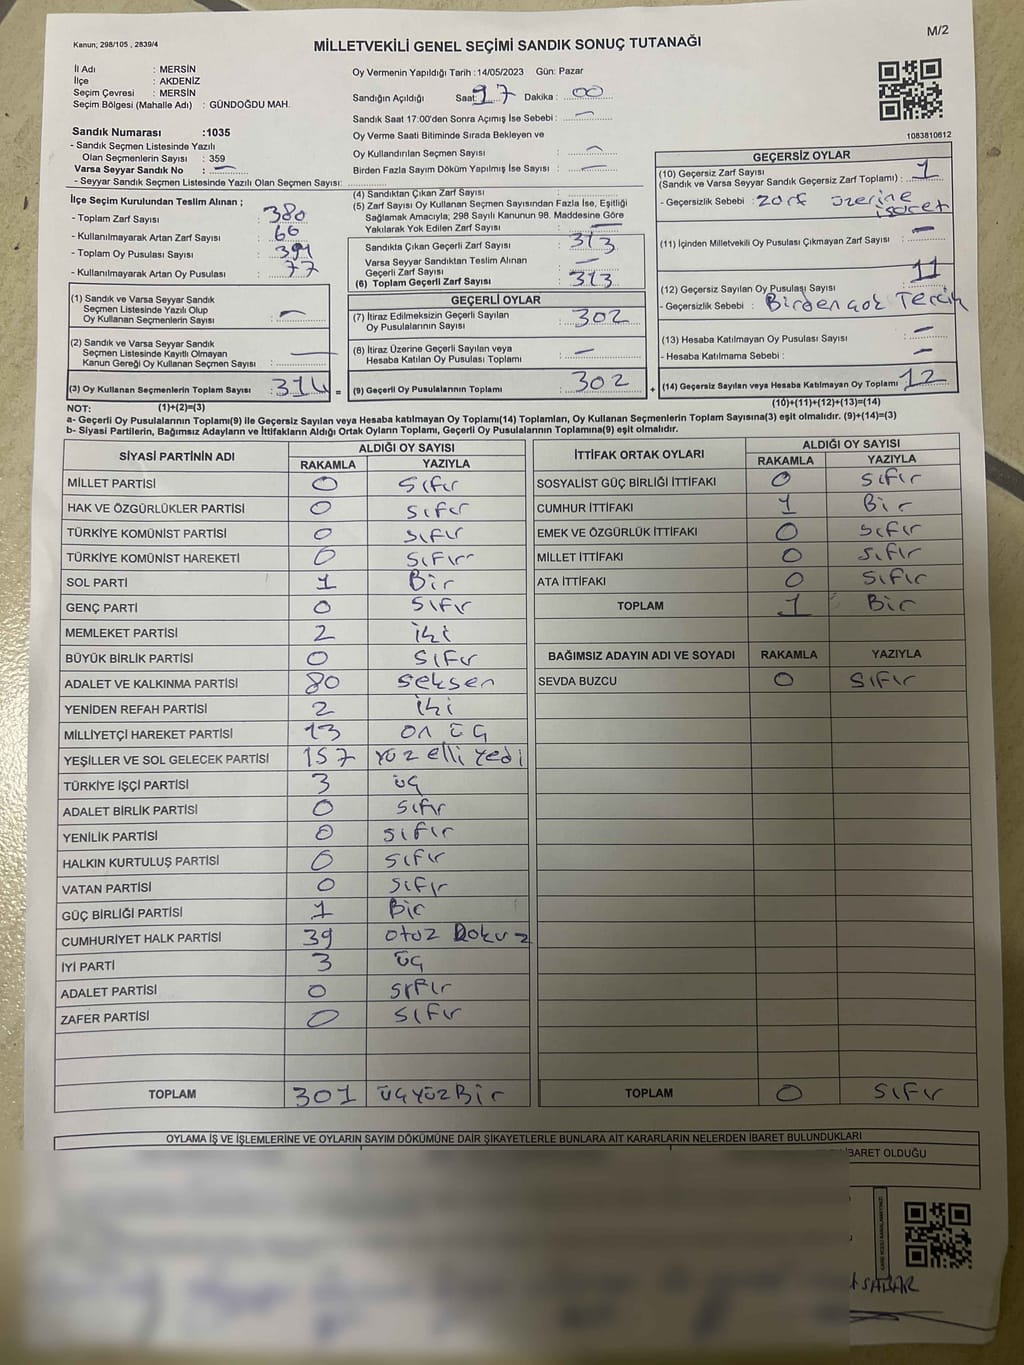 Kanun; 298/105 , 2839/4
M/2
MİLLETVEKİLİ GENEL SEÇİMİ SANDIK SONUÇ TUTANAĞI
İl Adı : MERSİN
İlçe : AKDENİZ
Seçim Çevresi : MERSİN
Seçim Bölgesi (Mahalle Adı) : GÜNDOĞDU MAH.
Sandık Numarası :1035
- Sandık Seçmen Listesinde Yazılı
Olan Seçmenlerin Sayısı : 359
Varsa Seyyar Sandık No : —
- Seyyar Sandık Seçmen Listesinde Yazılı Olan Seçmen Sayısı:
Oy Vermenin Yapıldığı Tarih :14/05/2023 Gün: Pazar
Sandığın Açıldığı Saat: 17 Dakika : 00
Sandık Saat 17:00'den Sonra Açımış İse Sebebi : —
Oy Verme Saati Bitiminde Sırada Bekleyen ve
Oy Kullandırılan Seçmen Sayısı : —
Birden Fazla Sayım Döküm Yapılmış İse Sayısı : —
1083810612
İlçe Seçim Kurulundan Teslim Alınan ;
- Toplam Zarf Sayısı : 380
- Kullanılmayarak Artan Zarf Sayısı : 66
- Toplam Oy Pusulası Sayısı : 391
- Kullanılmayarak Artan Oy Pusulası : 77
(1) Sandık ve Varsa Seyyar Sandık
Seçmen Listesinde Yazılı Olup
Oy Kullanan Seçmenlerin Sayısı : —
(2) Sandık ve Varsa Seyyar Sandık
Seçmen Listesinde Kayıtlı Olmayan
Kanun Gereği Oy Kullanan Seçmen Sayısı : —
(3) Oy Kullanan Seçmenlerin Toplam Sayısı : 314 =
(4) Sandıktan Çıkan Zarf Sayısı :
(5) Zarf Sayısı Oy Kullanan Seçmen Sayısından Fazla İse, Eşitliği
Sağlamak Amacıyla; 298 Sayılı Kanunun 98. Maddesine Göre
Yakılarak Yok Edilen Zarf Sayısı : —
Sandıkta Çıkan Geçerli Zarf Sayısı : 313
Varsa Seyyar Sandıktan Teslim Alınan
Geçerli Zarf Sayısı : —
(6) Toplam Geçerli Zarf Sayısı : 313
GEÇERLİ OYLAR
(7) İtiraz Edilmeksizin Geçerli Sayılan
Oy Pusulalarının Sayısı : 302
(8) İtiraz Üzerine Geçerli Sayılan veya
Hesaba Katılan Oy Pusulası Toplamı : —
(9) Geçerli Oy Pusulalarının Toplamı : 302 +
GEÇERSİZ OYLAR
(10) Geçersiz Zarf Sayısı
(Sandık ve Varsa Seyyar Sandık Geçersiz Zarf Toplamı) : 1
- Geçersizlik Sebebi : zarf üzerine işaret
(11) İçinden Milletvekili Oy Pusulası Çıkmayan Zarf Sayısı : —
(12) Geçersiz Sayılan Oy Pusulası Sayısı : 11
- Geçersizlik Sebebi : Birden çok Tercih
(13) Hesaba Katılmayan Oy Pusulası Sayısı : —
- Hesaba Katılmama Sebebi : —
(14) Geçersiz Sayılan veya Hesaba Katılmayan Oy Toplamı : 12
NOT: (1)+(2)=(3)
(10)+(11)+(12)+(13)=(14)
a- Geçerli Oy Pusulalarının Toplamı(9) ile Geçersiz Sayılan veya Hesaba katılmayan Oy Toplamı(14) Toplamları, Oy Kullanan Seçmenlerin Toplam Sayısına(3) eşit olmalıdır. (9)+(14)=(3)
b- Siyasi Partilerin, Bağımsız Adayların ve İttifakların Aldığı Ortak Oyların Toplamı, Geçerli Oy Pusulalarının Toplamına(9) eşit olmalıdır.
SİYASİ PARTİNİN ADI ALDIĞI OY SAYISI
RAKAMLA YAZIYLA
MİLLET PARTİSİ 0 sıfır
HAK VE ÖZGÜRLÜKLER PARTİSİ 0 sıfır
TÜRKİYE KOMÜNİST PARTİSİ 0 sıfır
TÜRKİYE KOMÜNİST HAREKETİ 0 sıfır
SOL PARTİ 1 Bir
GENÇ PARTİ 0 sıfır
MEMLEKET PARTİSİ 2 iki
BÜYÜK BİRLİK PARTİSİ 0 sıfır
ADALET VE KALKINMA PARTİSİ 80 seksen
YENİDEN REFAH PARTİSİ 2 iki
MİLLİYETÇİ HAREKET PARTİSİ 13 on üç
YEŞİLLER VE SOL GELECEK PARTİSİ 157 yüz elli yedi
TÜRKİYE İŞÇİ PARTİSİ 3 üç
ADALET BİRLİK PARTİSİ 0 sıfır
YENİLİK PARTİSİ 0 sıfır
HALKIN KURTULUŞ PARTİSİ 0 sıfır
VATAN PARTİSİ 0 sıfır
GÜÇ BİRLİĞİ PARTİSİ 1 Bir
CUMHURİYET HALK PARTİSİ 39 otuz Dokuz
İYİ PARTİ 3 üç
ADALET PARTİSİ 0 sıfır
ZAFER PARTİSİ 0 sıfır
TOPLAM 301 üçyüzBir
İTTİFAK ORTAK OYLARI ALDIĞI OY SAYISI
RAKAMLA YAZIYLA
SOSYALİST GÜÇ BİRLİĞİ İTTİFAKI 0 sıfır
CUMHUR İTTİFAKI 1 Bir
EMEK VE ÖZGÜRLÜK İTTİFAKI 0 sıfır
MİLLET İTTİFAKI 0 sıfır
ATA İTTİFAKI 0 sıfır
TOPLAM 1 Bir
BAĞIMSIZ ADAYIN ADI VE SOYADI RAKAMLA YAZIYLA
SEVDA BUZCU 0 sıfır
TOPLAM 0 sıfır
OYLAMA İŞ VE İŞLEMLERİNE VE OYLARIN SAYIM DÖKÜMÜNE DAİR ŞİKAYETLERLE BUNLARA AİT KARARLARIN NELERDEN İBARET BULUNDUKLARI
İBARET OLDUĞU